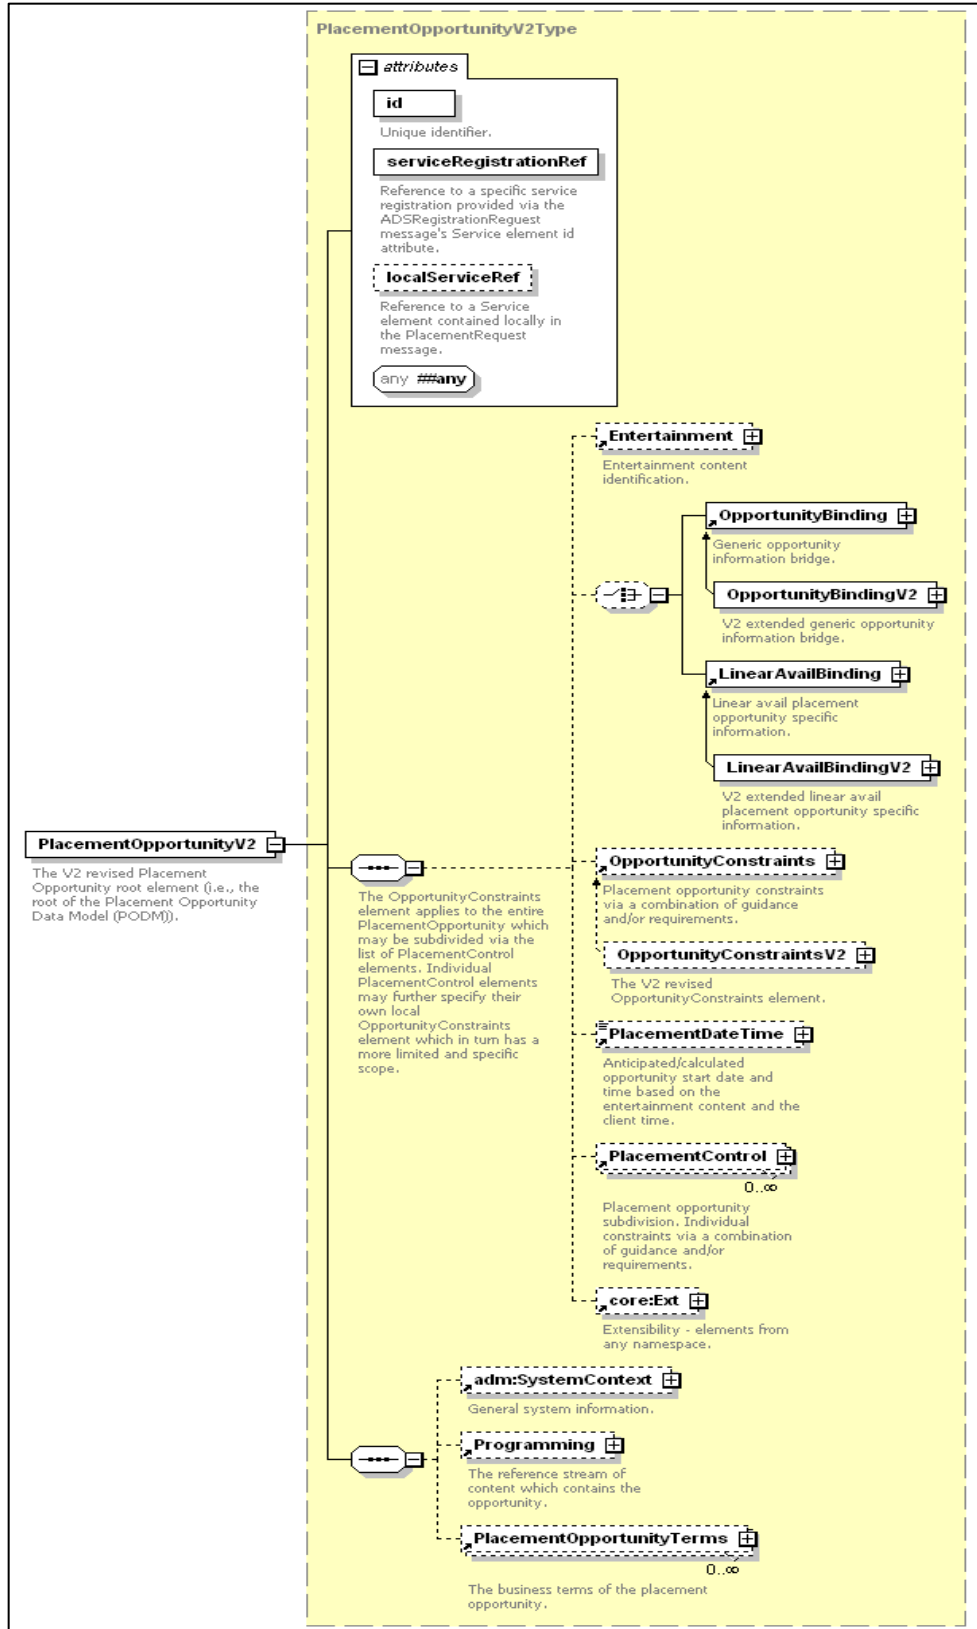 PlacementOpportunityV2Type
attributes
id
Unique identifier.
serviceRegistrationRef
Reference to a specific service
registration provided via the
ADSRegistrationRequest
message's Service element id
attribute.
localServiceRef
Reference to a Service
element contained locally in
the PlacementRequest
message.
any ##any
Entertainment
Entertainment content
identification.
OpportunityBinding
Generic opportunity
information bridge.
OpportunityBindingV2
V2 extended generic opportunity
information bridge.
LinearAvailBinding
Linear avail placement
opportunity specific
information.
LinearAvailBindingV2
V2 extended linear avail
placement opportunity specific
information.
PlacementOpportunityV2
The V2 revised Placement
Opportunity root element (i.e., the
root of the Placement Opportunity
Data Model (PODM)).
The OpportunityConstraints
element applies to the entire
PlacementOpportunity which
may be subdivided via the
list of PlacementControl
elements. Individual
PlacementControl elements
may further specify their
own local
OpportunityConstraints
element which in turn has a
more limited and specific
scope.
OpportunityConstraints
Placement opportunity constraints
via a combination of guidance
and/or requirements.
OpportunityConstraintsV2
The V2 revised
OpportunityConstraints element.
PlacementDateTime
Anticipated/calculated
opportunity start date and
time based on the
entertainment content and the
client time.
PlacementControl
0..∞
Placement opportunity
subdivision. Individual
constraints via a combination
of guidance and/or
requirements.
core:Ext
Extensibility - elements from
any namespace.
adm:SystemContext
General system information.
Programming
The reference stream of
content which contains the
opportunity.
PlacementOpportunityTerms
0..∞
The business terms of the placement
opportunity.